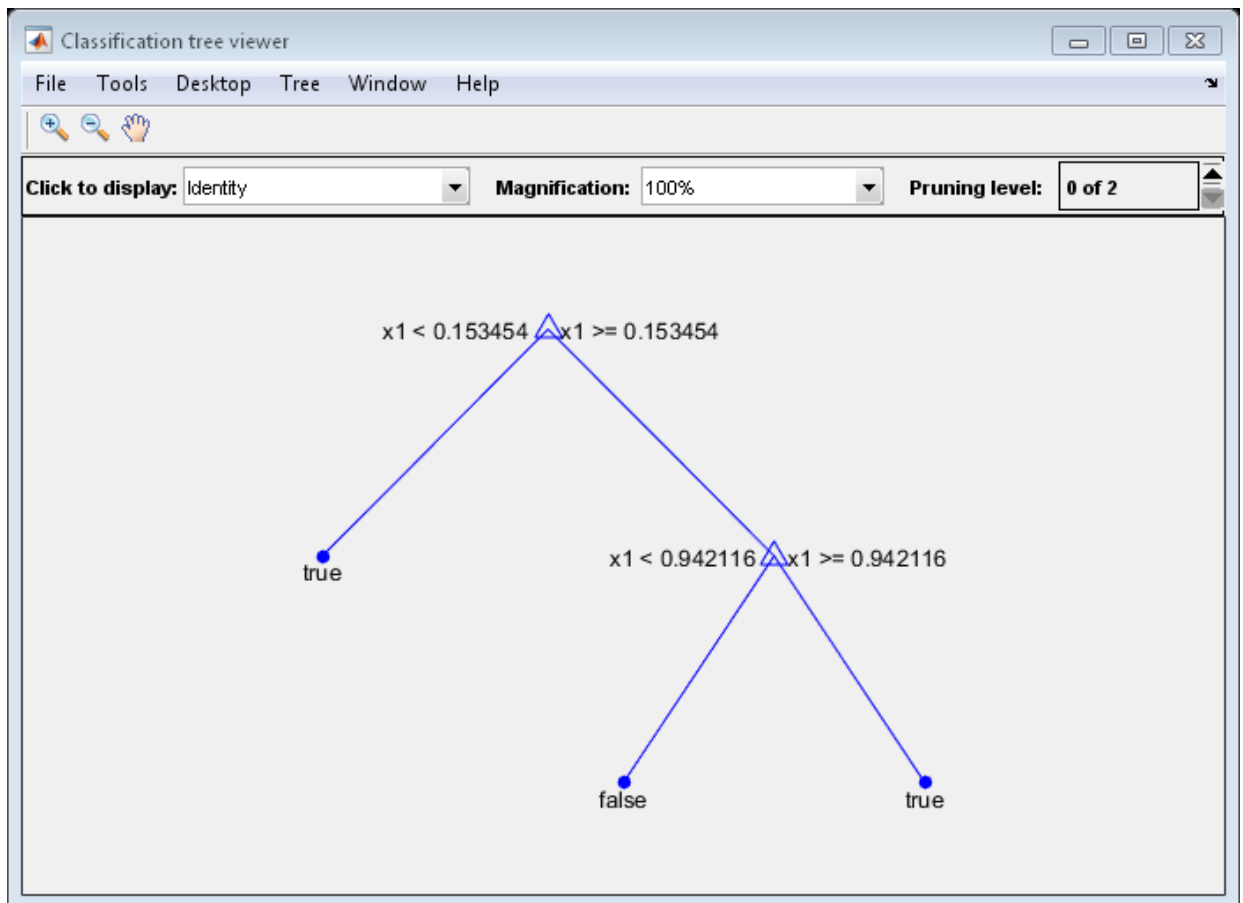 Classification tree viewer
File Tools Desktop Tree Window Help
Click to display: Identity Magnification: 100% Pruning level: 0 of 2
x1 < 0.153454 x1 >= 0.153454
true
x1 < 0.942116 x1 >= 0.942116
false true